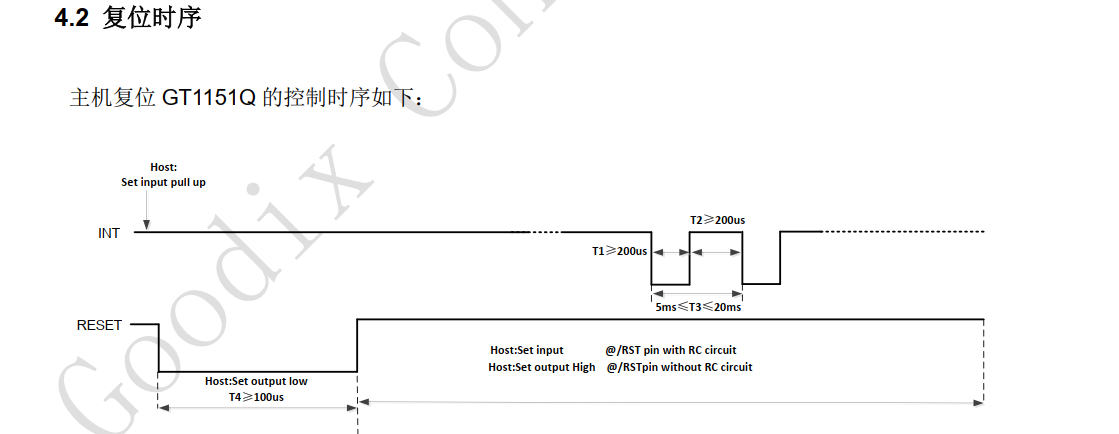 4.2 复位时序
主机复位 GT1151Q 的控制时序如下：
Host:
Set input pull up
INT
T2≥200us
T1≥200us
5ms≤T3≤20ms
RESET
Host:Set input @/RST pin with RC circuit
Host:Set output High @/RSTpin without RC circuit
Host:Set output low
T4≥100us
Goodix Con